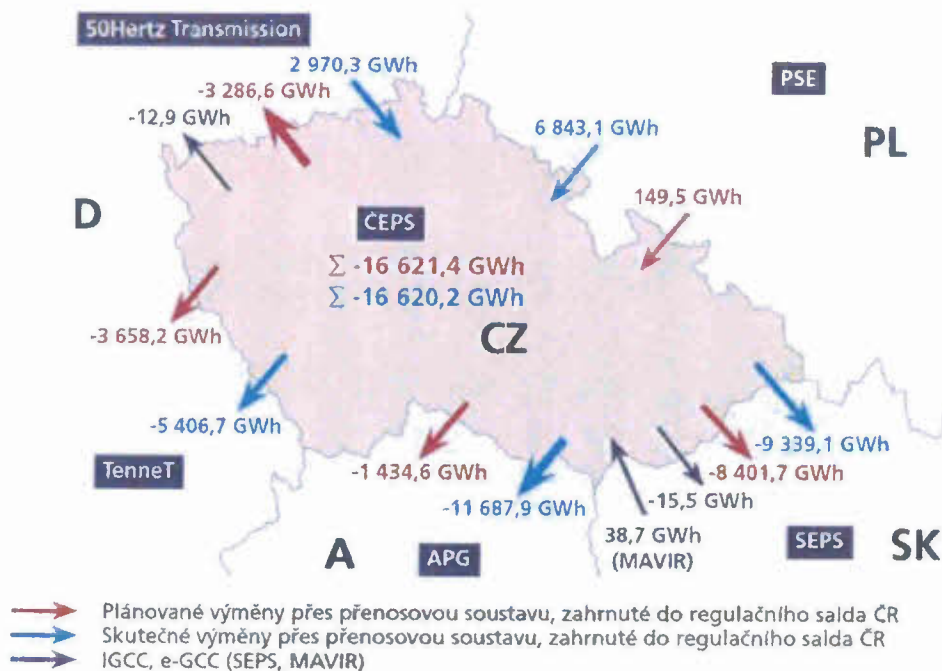 50Hertz Transmission
2 970,3 GWh
-3 286,6 GWh
PSE
-12,9 GWh
6 843,1 GWh
PL
149,5 GWh
D
ČEPS
∑ -16 621,4 GWh
∑ -16 620,2 GWh
CZ
-3 658,2 GWh
-5 406,7 GWh
-9 339,1 GWh
TenneT
-1 434,6 GWh
-8 401,7 GWh
-11 687,9 GWh
-15,5 GWh
38,7 GWh
(MAVIR)
A
APG
SEPS
SK
Plánované výměny přes přenosovou soustavu, zahrnuté do regulačního salda ČR
Skutečné výměny přes přenosovou soustavu, zahrnuté do regulačního salda ČR
IGCC, e-GCC (SEPS, MAVIR)